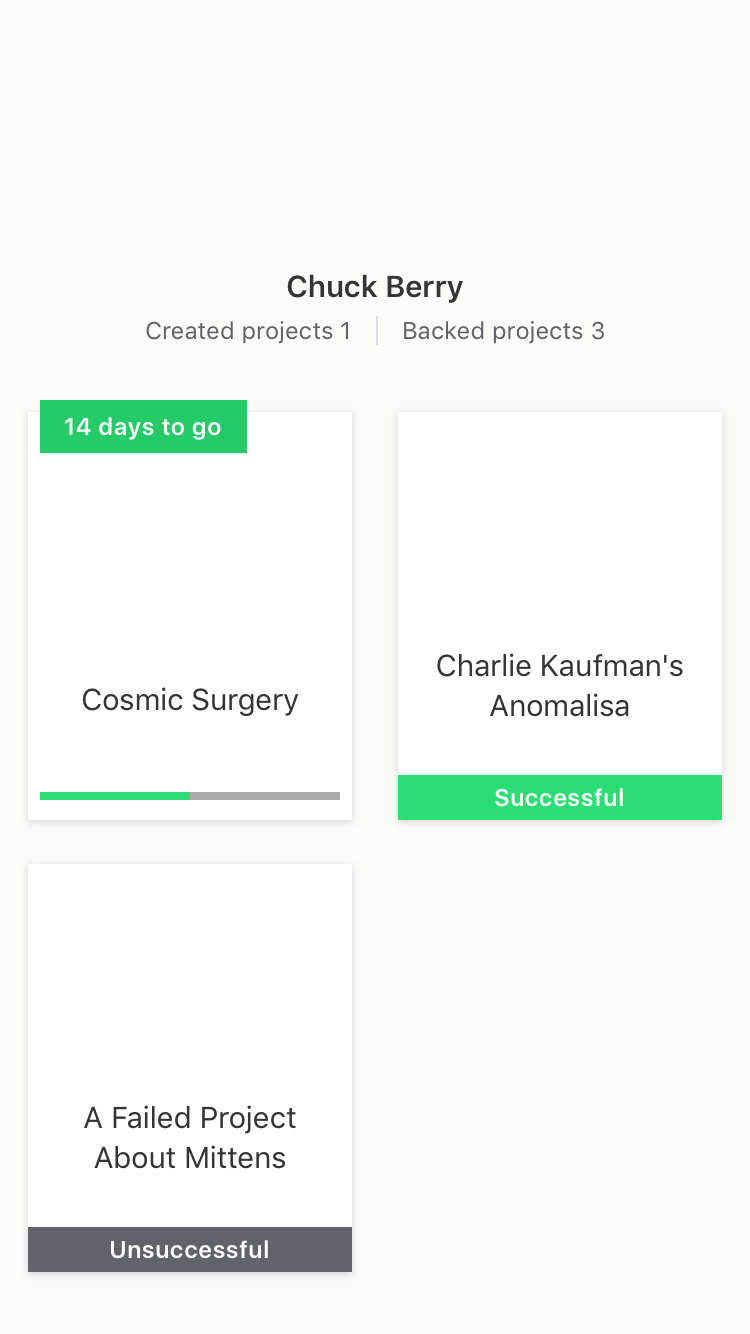 Chuck Berry
Created projects 1
Backed projects 3
14 days to go
Cosmic Surgery
Charlie Kaufman's
Anomalisa
Successful
A Failed Project
About Mittens
Unsuccessful